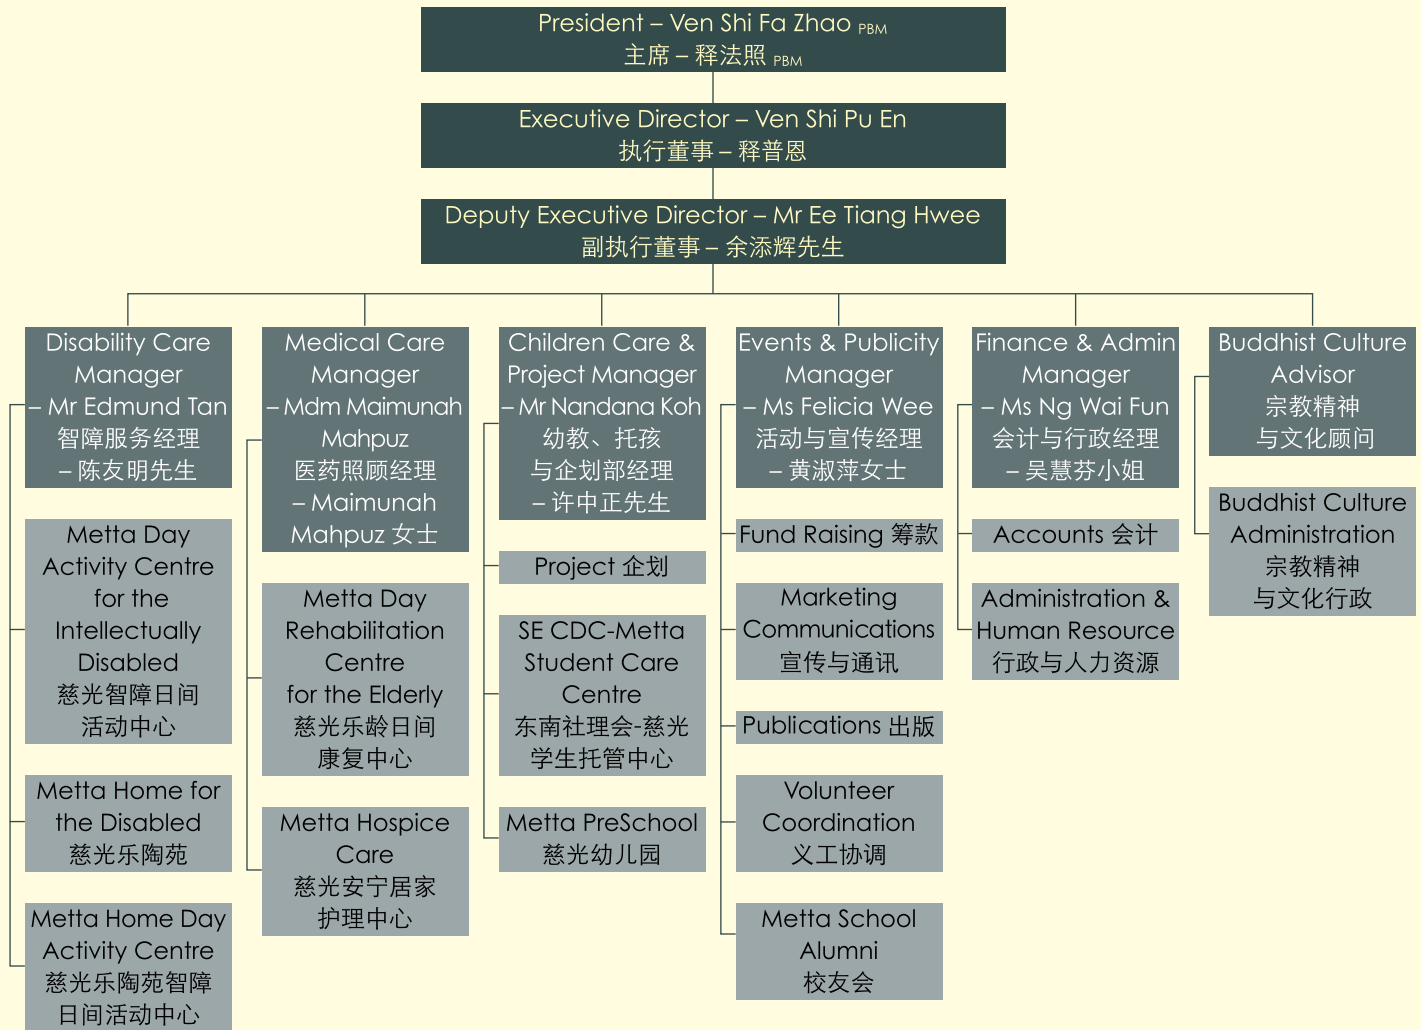 President – Ven Shi Fa Zhao PBM
主席 – 释法照 PBM
Executive Director – Ven Shi Pu En
执行董事 – 释普恩
Deputy Executive Director – Mr Ee Tiang Hwee
副执行董事 – 余添辉先生
Disability Care
Manager
– Mr Edmund Tan
智障服务经理
– 陈友明先生
Metta Day
Activity Centre
for the
Intellectually
Disabled
慈光智障日间
活动中心
Metta Home for
the Disabled
慈光乐陶苑
Metta Home Day
Activity Centre
慈光乐陶苑智障
日间活动中心
Medical Care
Manager
– Mdm Maimunah
Mahpuz
医药照顾经理
– Maimunah
Mahpuz 女士
Metta Day
Rehabilitation
Centre
for the Elderly
慈光乐龄日间
康复中心
Metta Hospice
Care
慈光安宁居家
护理中心
Children Care &
Project Manager
– Mr Nandana Koh
幼教、托孩
与企划部经理
– 许中正先生
Project 企划
SE CDC-Metta
Student Care
Centre
东南社理会-慈光
学生托管中心
Metta PreSchool
慈光幼儿园
Events & Publicity
Manager
– Ms Felicia Wee
活动与宣传经理
– 黄淑萍女士
Fund Raising 筹款
Marketing
Communications
宣传与通讯
Publications 出版
Volunteer
Coordination
义工协调
Metta School
Alumni
校友会
Finance & Admin
Manager
– Ms Ng Wai Fun
会计与行政经理
– 吴慧芬小姐
Accounts 会计
Administration &
Human Resource
行政与人力资源
Buddhist Culture
Advisor
宗教精神
与文化顾问
Buddhist Culture
Administration
宗教精神
与文化行政